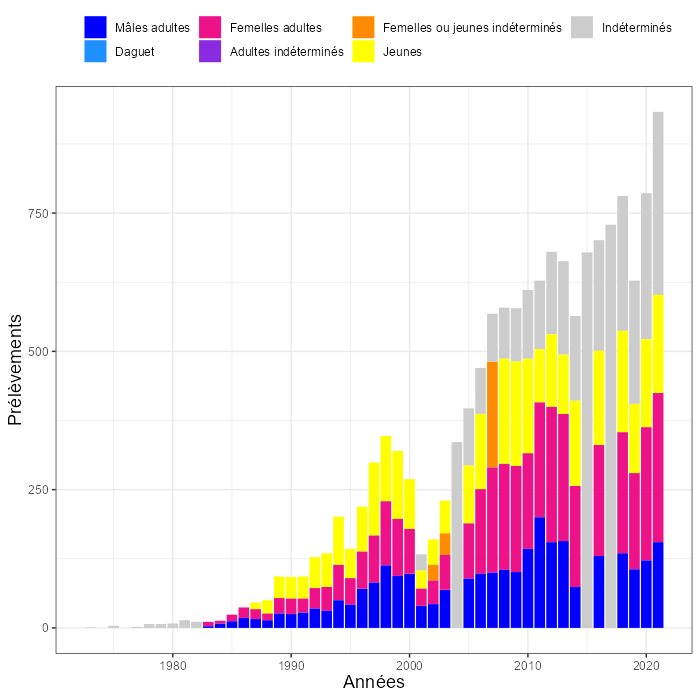 Mâles adultes Femelles adultes Femelles ou jeunes indéterminés Indéterminés
Daguet Adultes indéterminés Jeunes
750
500
250
0
Prélèvements
1980 1990 2000 2010 2020
Années